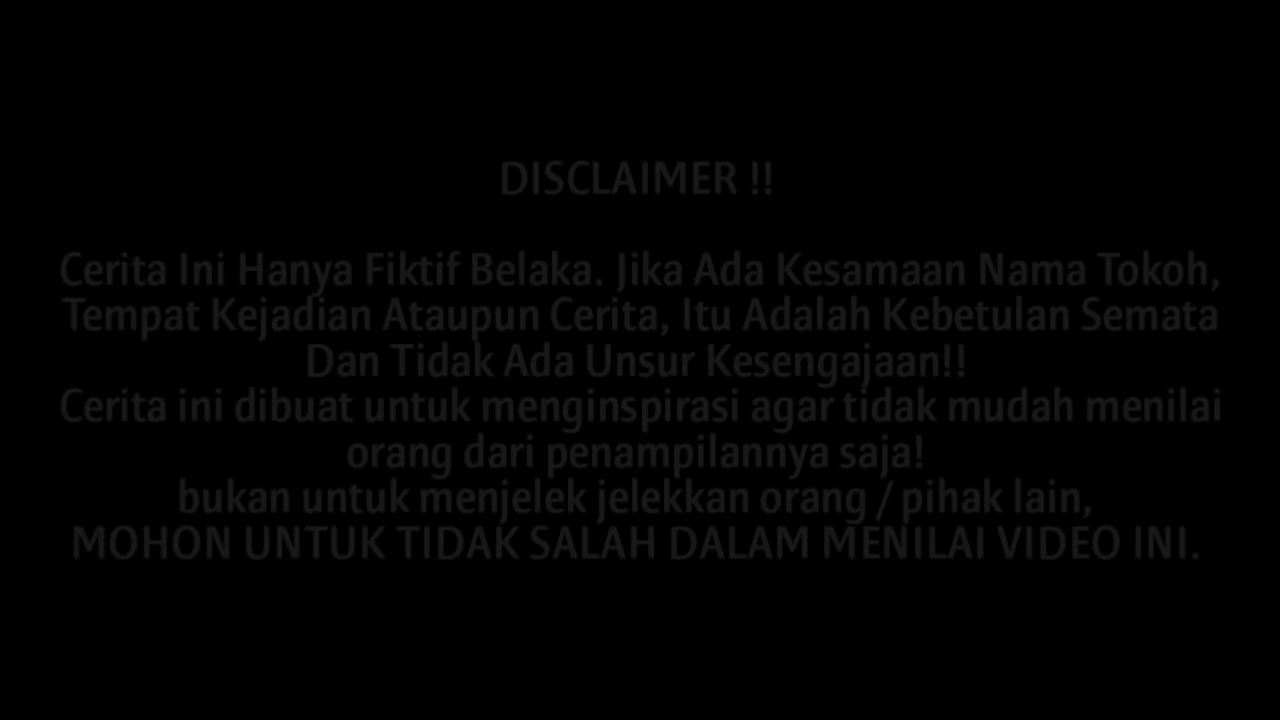 DISCLAIMER !!
Cerita Ini Hanya Fiktif Belaka. Jika Ada Kesamaan Nama Tokoh,
Tempat Kejadian Ataupun Cerita, Itu Adalah Kebetulan Semata
Dan Tidak Ada Unsur Kesengajaan!!
Cerita ini dibuat untuk menginspirasi agar tidak mudah menilai
orang dari penampilannya saja!
bukan untuk menjelek jelekkan orang / pihak lain,
MOHON UNTUK TIDAK SALAH DALAM MENILAI VIDEO INI.